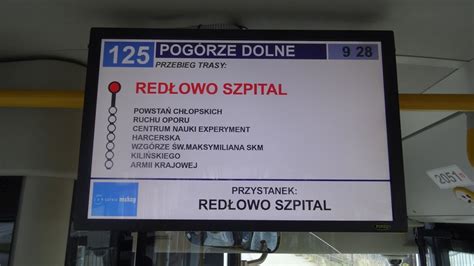 125 POGÓRZE DOLNE 9 28
PRZEBIEG TRASY:
REDŁOWO SZPITAL
POWSTAŃ CHŁOPSKICH
RUCHU OPORU
CENTRUM NAUKI EXPERYMENT
HARCERSKA
WZGÓRZE ŚW.MAKSYMILIANA SKM
KILIŃSKIEGO
ARMII KRAJOWEJ
PRZYSTANEK:
REDŁOWO SZPITAL
2051